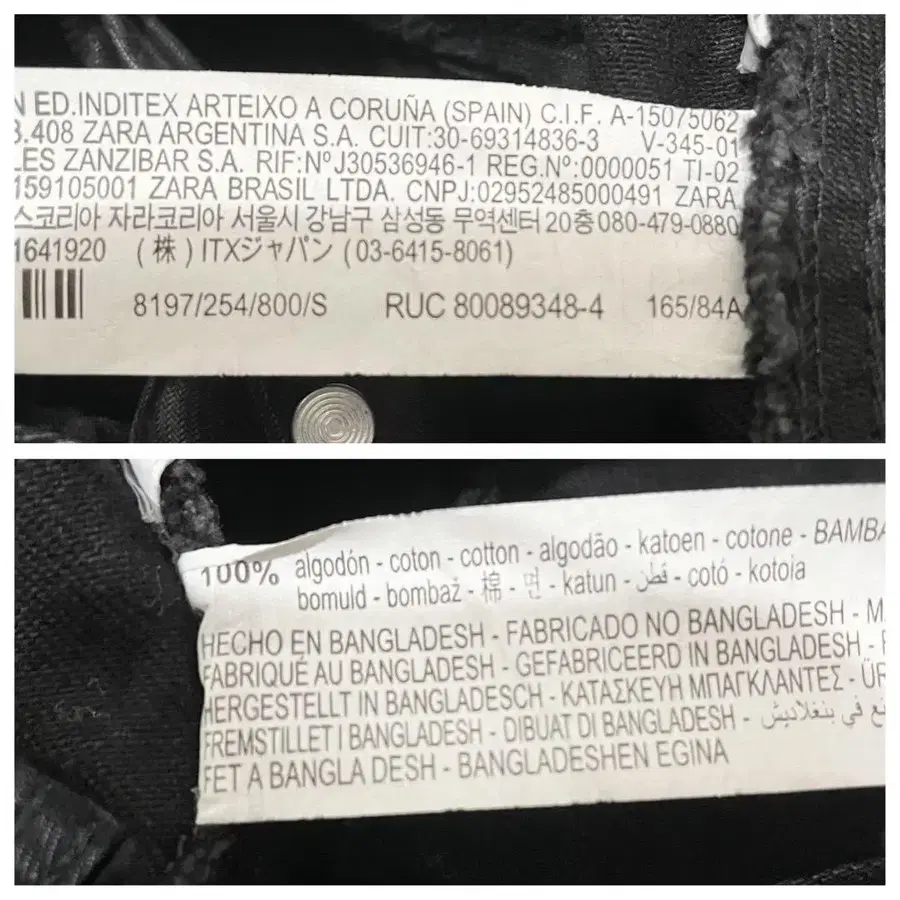 N ED.INDITEX ARTEIXO A CORUÑA (SPAIN) C.I.F. A-15075062
3.408 ZARA ARGENTINA S.A. CUIT:30-69314836-3 V-345-01
LES ZANZIBAR S.A. RIF:Nº J30536946-1 REG.Nº:0000051 TI-02
159105001 ZARA BRASIL LTDA. CNPJ:02952485000491 ZARA
스코리아 자라코리아 서울시 강남구 삼성동 무역센터 20층 080-479-0880
1641920 (株) ITXジャパン (03-6415-8061)
8197/254/800/S RUC 80089348-4 165/84A
100% algodón - coton - cotton - algodão - katoen - cotone - ΒΑΜΒΑ
bomuld - bombaž - 棉 - 면 - katun - قطن - cotó - kotoia
HECHO EN BANGLADESH - FABRICADO NO BANGLADESH - MA
FABRIQUÉ AU BANGLADESH - GEFABRICEERD IN BANGLADESH -
HERGESTELLT IN BANGLADESCH - ΚΑΤΑΣΚΕΥΗ ΜΠΑΓΚΛΑΝΤΕΣ - ÜR
FREMSTILLET I BANGLADESH - DIBUAT DI BANGLADESH - نع في بنغلاديش
FET A BANGLA DESH - BANGLADESHEN EGINA